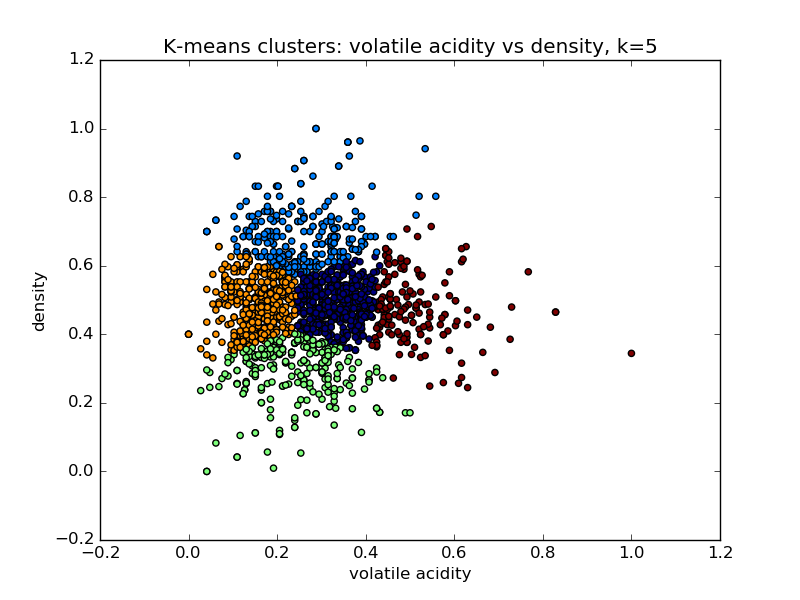 K-means clusters: volatile acidity vs density, k=5
1.2
1.0
0.8
0.6
0.4
0.2
0.0
−0.2
density
−0.2 0.0 0.2 0.4 0.6 0.8 1.0 1.2
volatile acidity